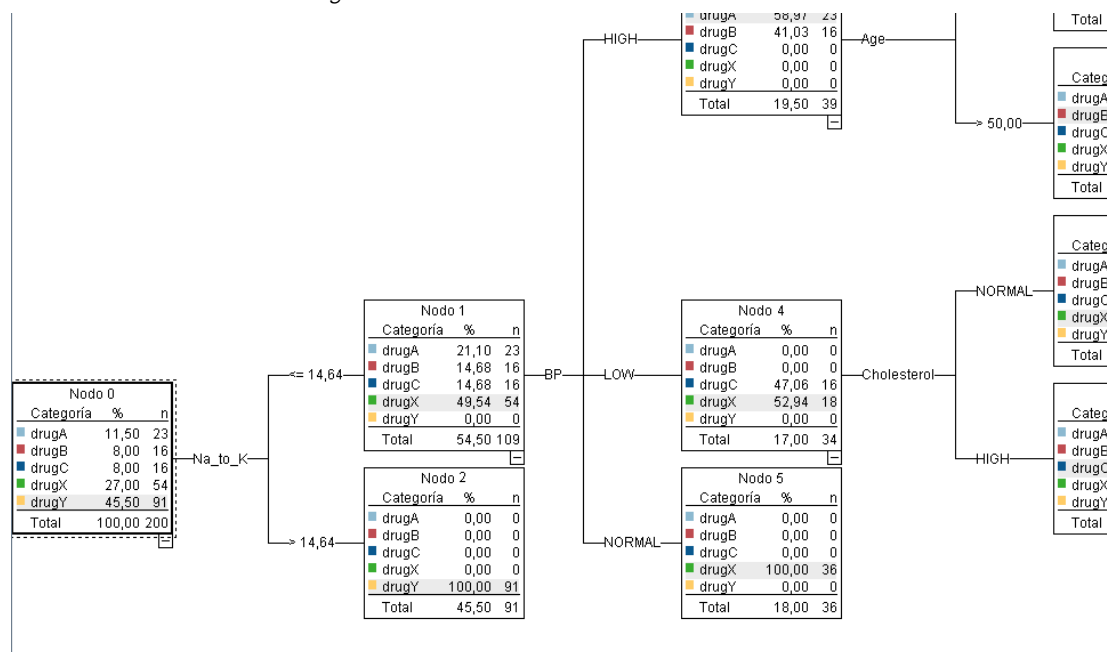 drugA 58,97 23
drugB 41,03 16
drugC 0,00 0
drugX 0,00 0
drugY 0,00 0
Total 19,50 39
HIGH
Age
Total
> 50,00
Categ
drugA
drugB
drugC
drugX
drugY
Total
Nodo 0
Categoría % n
drugA 11,50 23
drugB 8,00 16
drugC 8,00 16
drugX 27,00 54
drugY 45,50 91
Total 100,00 200
Na_to_K
<= 14,64
> 14,64
Nodo 1
Categoría % n
drugA 21,10 23
drugB 14,68 16
drugC 14,68 16
drugX 49,54 54
drugY 0,00 0
Total 54,50 109
Nodo 2
Categoría % n
drugA 0,00 0
drugB 0,00 0
drugC 0,00 0
drugX 0,00 0
drugY 100,00 91
Total 45,50 91
BP
LOW
NORMAL
Nodo 4
Categoría % n
drugA 0,00 0
drugB 0,00 0
drugC 47,06 16
drugX 52,94 18
drugY 0,00 0
Total 17,00 34
Nodo 5
Categoría % n
drugA 0,00 0
drugB 0,00 0
drugC 0,00 0
drugX 100,00 36
drugY 0,00 0
Total 18,00 36
Cholesterol
NORMAL
HIGH
Categ
drugA
drugB
drugC
drugX
drugY
Total
Categ
drugA
drugB
drugC
drugX
drugY
Total